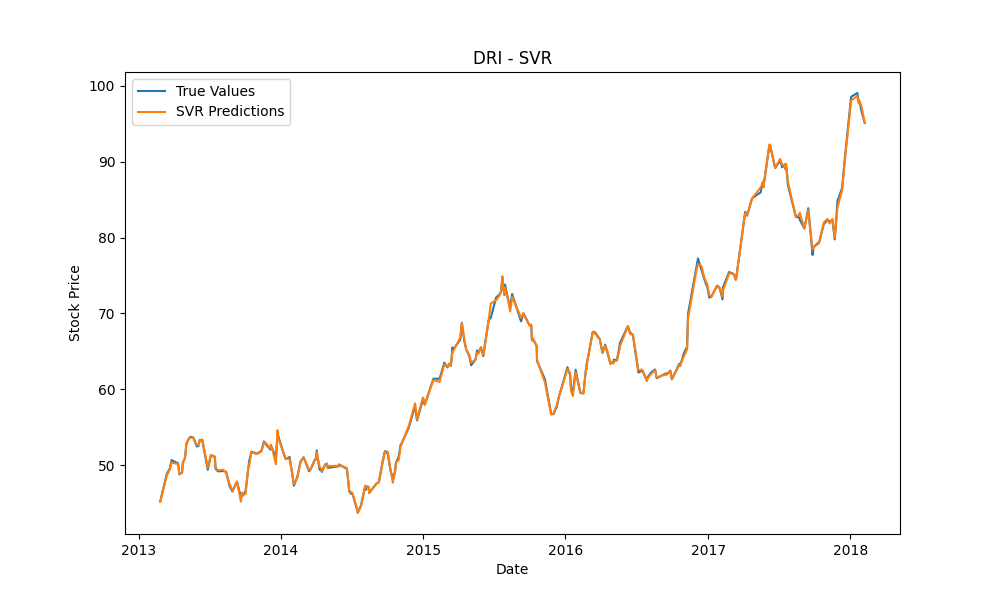 DRI - SVR
True Values
SVR Predictions
100
90
80
70
60
50
Stock Price
2013 2014 2015 2016 2017 2018
Date